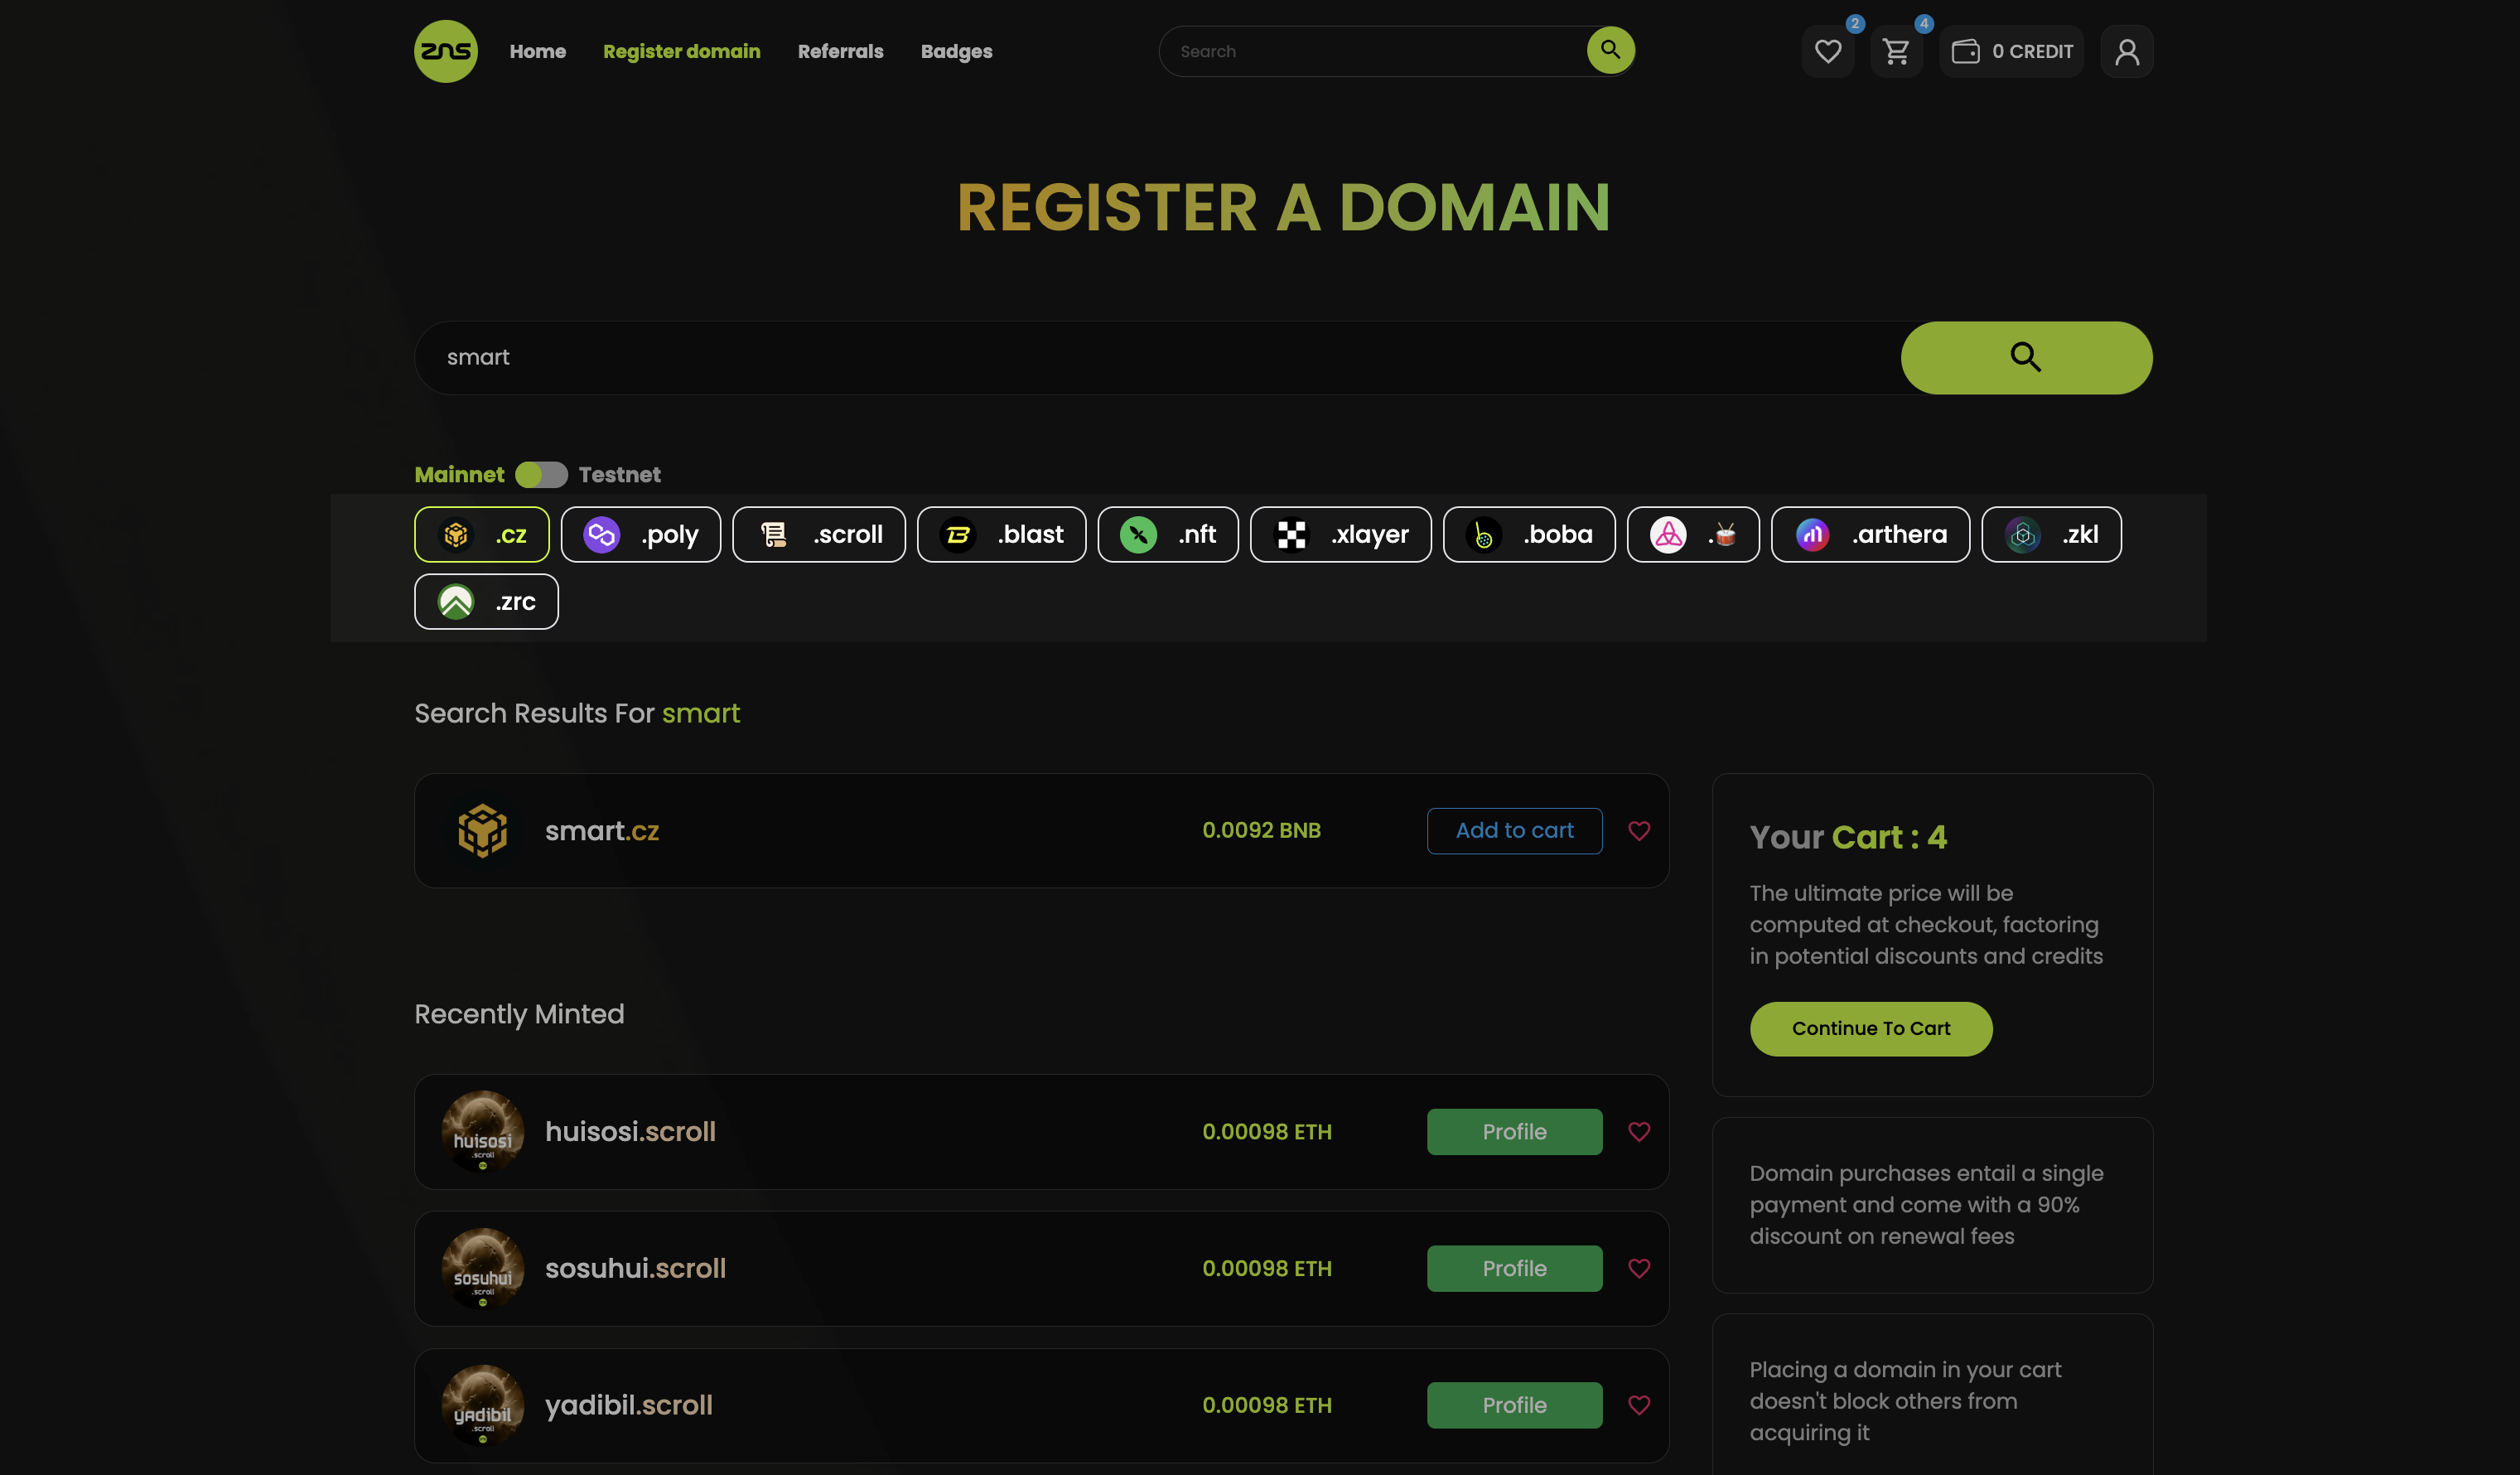 ZNS
Home
Register domain
Referrals
Badges
Search
2
4
0 CREDIT
REGISTER A DOMAIN
smart
Mainnet
Testnet
.cz
.poly
.scroll
.blast
.nft
.xlayer
.boba
.🥁
.arthera
.zkl
.zrc
Search Results For smart
smart.cz
0.0092 BNB
Add to cart
Your Cart : 4
The ultimate price will be
computed at checkout, factoring
in potential discounts and credits
Continue To Cart
Recently Minted
huisosi
.scroll
huisosi.scroll
0.00098 ETH
Profile
Domain purchases entail a single
payment and come with a 90%
discount on renewal fees
sosuhui
.scroll
sosuhui.scroll
0.00098 ETH
Profile
yadibil
.scroll
yadibil.scroll
0.00098 ETH
Profile
Placing a domain in your cart
doesn't block others from
acquiring it